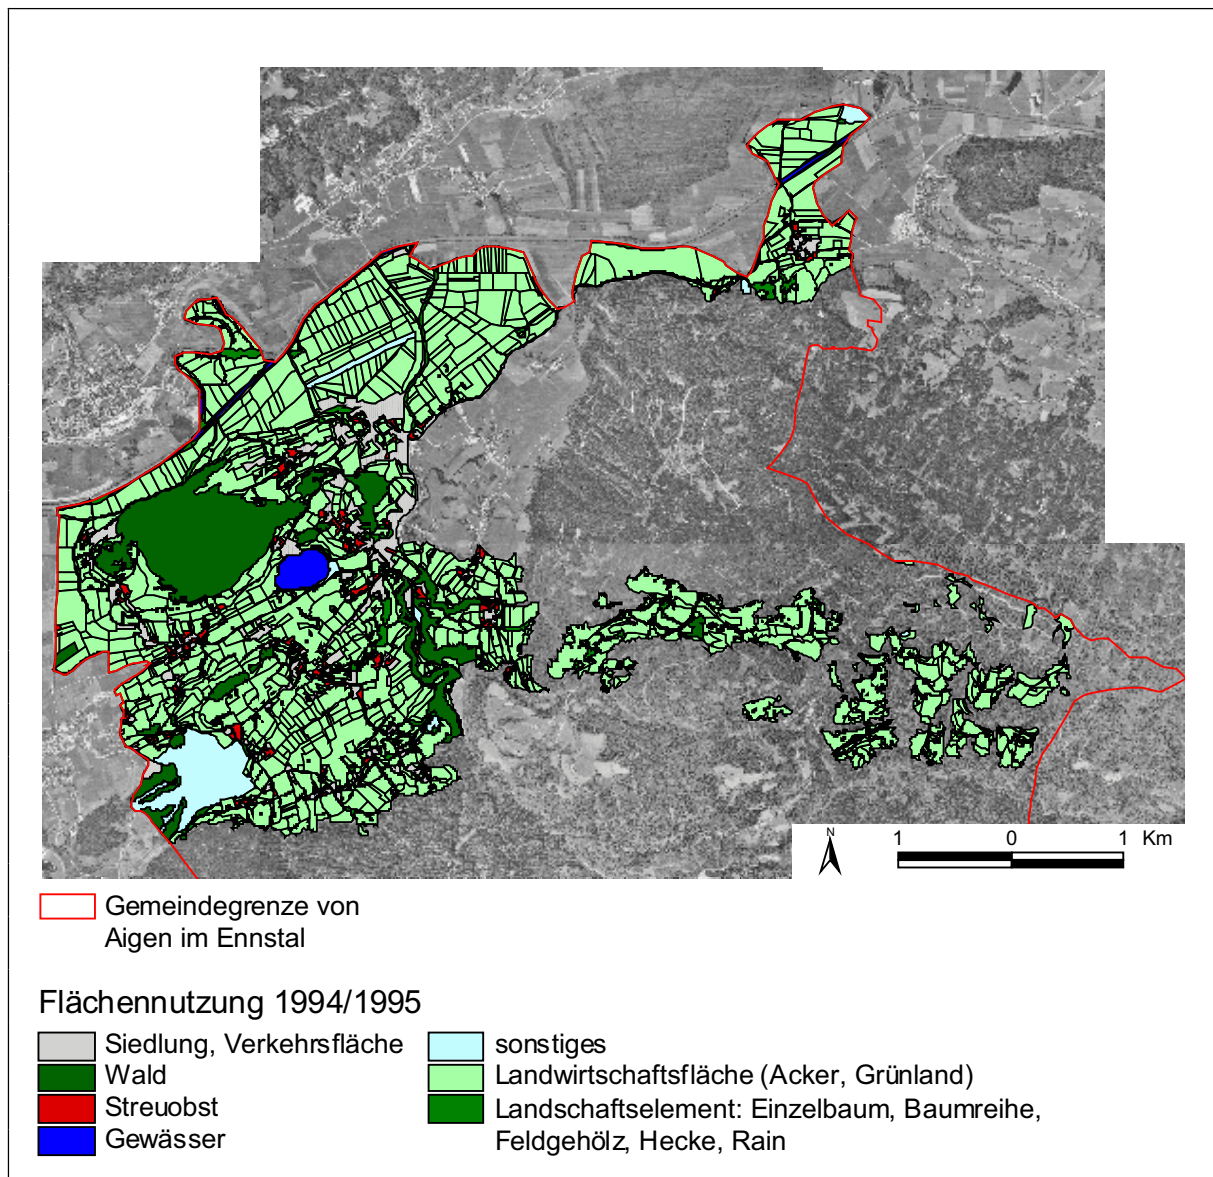 N
1 0 1 Km
Gemeindegrenze von
Aigen im Ennstal
Flächennutzung 1994/1995
Siedlung, Verkehrsfläche
Wald
Streuobst
Gewässer
sonstiges
Landwirtschaftsfläche (Acker, Grünland)
Landschaftselement: Einzelbaum, Baumreihe,
Feldgehölz, Hecke, Rain